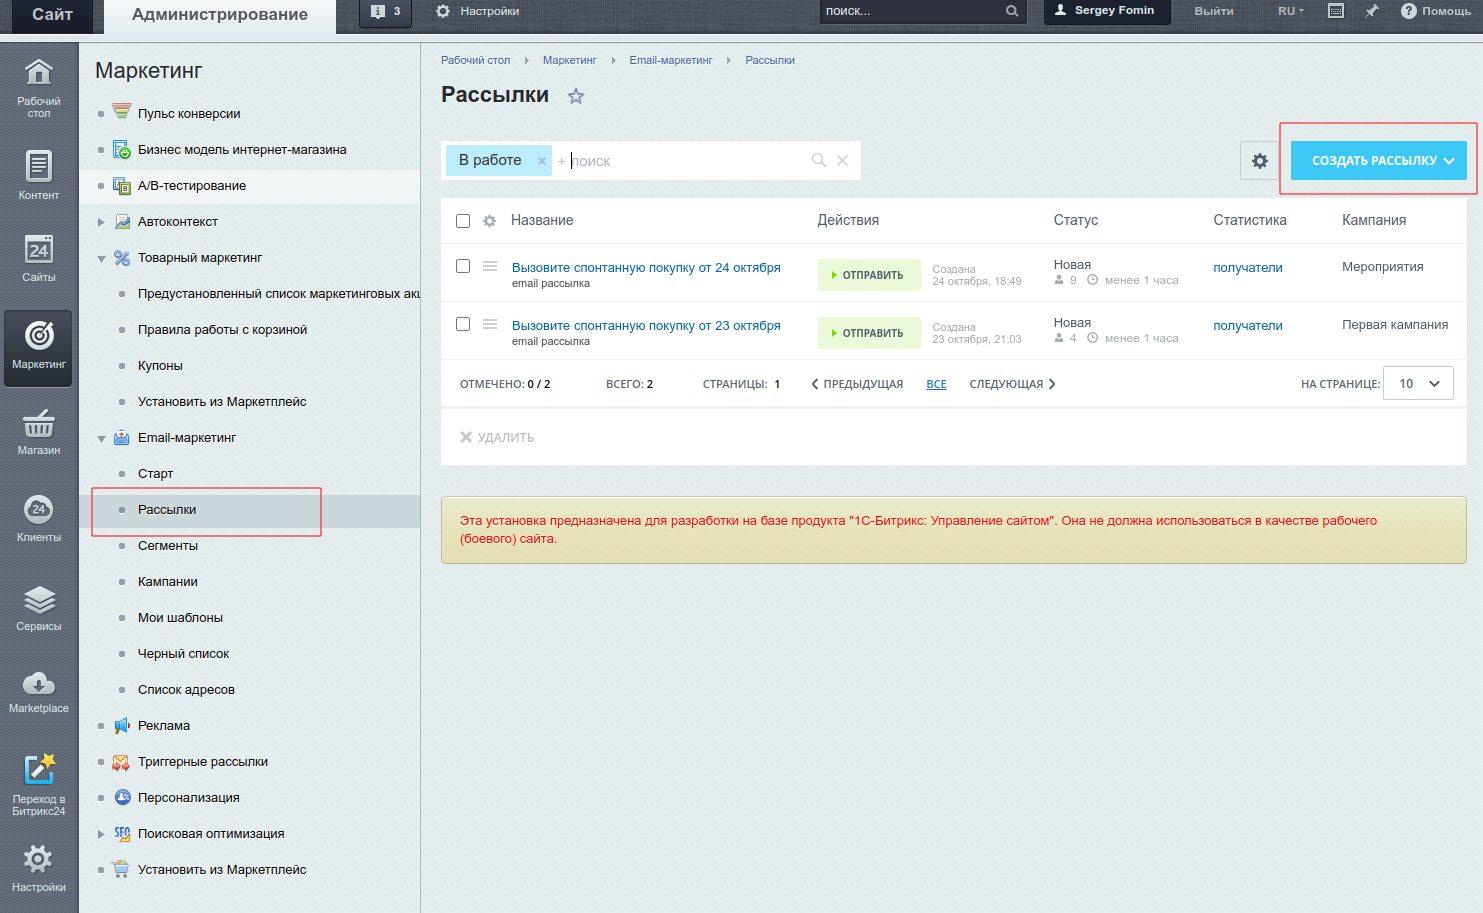 Сайт
Администрирование
3
Настройки
поиск...
Sergey Fomin
Выйти
RU
Помощь
Рабочий
стол
Контент
24
Сайты
Маркетинг
Магазин
24
Клиенты
Сервисы
Marketplace
Переход в
Битрикс24
Настройки
Маркетинг
Пульс конверсии
Бизнес модель интернет-магазина
A/B-тестирование
Автоконтекст
Товарный маркетинг
Предустановленный список маркетинговых акц
Правила работы с корзиной
Купоны
Установить из Маркетплейс
Email-маркетинг
Старт
Рассылки
Сегменты
Кампании
Мои шаблоны
Черный список
Список адресов
Реклама
Триггерные рассылки
Персонализация
SEO
Поисковая оптимизация
Установить из Маркетплейс
Рабочий стол
Маркетинг
Email-маркетинг
Рассылки
Рассылки
В работе × + поиск
СОЗДАТЬ РАССЫЛКУ
Название Действия Статус Статистика Кампания
Вызовите спонтанную покупку от 24 октября
email рассылка
ОТПРАВИТЬ
Создана
24 октября, 18:49
Новая
9 менее 1 часа
получатели
Мероприятия
Вызовите спонтанную покупку от 23 октября
email рассылка
ОТПРАВИТЬ
Создана
23 октября, 21:03
Новая
4 менее 1 часа
получатели
Первая кампания
ОТМЕЧЕНО: 0 / 2 ВСЕГО: 2 СТРАНИЦЫ: 1 ПРЕДЫДУЩАЯ ВСЕ СЛЕДУЮЩАЯ НА СТРАНИЦЕ: 10
УДАЛИТЬ
Эта установка предназначена для разработки на базе продукта "1С-Битрикс: Управление сайтом". Она не должна использоваться в качестве рабочего
(боевого) сайта.